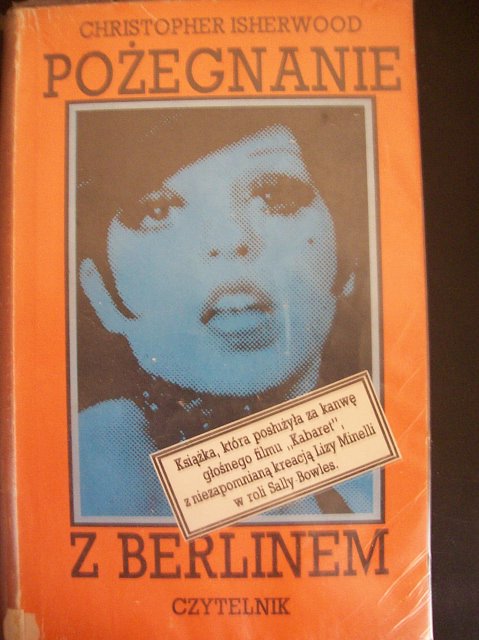 CHRISTOPHER ISHERWOOD
POŻEGNANIE
Książka, która posłużyła za kanwę
głośnego filmu „Kabaret",
z niezapomnianą kreacją Lizy Minelli
w roli Sally-Bowles.
Z BERLINEM
CZYTELNIK